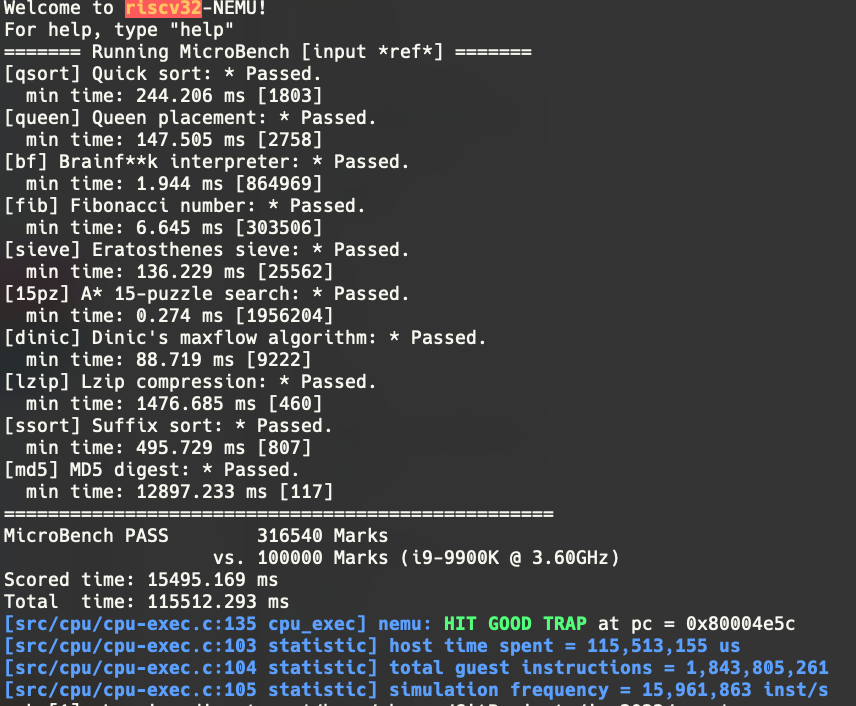 Welcome to riscv32-NEMU!
For help, type "help"
======= Running MicroBench [input *ref*] =======
[qsort] Quick sort: * Passed.
  min time: 244.206 ms [1803]
[queen] Queen placement: * Passed.
  min time: 147.505 ms [2758]
[bf] Brainf**k interpreter: * Passed.
  min time: 1.944 ms [864969]
[fib] Fibonacci number: * Passed.
  min time: 6.645 ms [303506]
[sieve] Eratosthenes sieve: * Passed.
  min time: 136.229 ms [25562]
[15pz] A* 15-puzzle search: * Passed.
  min time: 0.274 ms [1956204]
[dinic] Dinic's maxflow algorithm: * Passed.
  min time: 88.719 ms [9222]
[lzip] Lzip compression: * Passed.
  min time: 1476.685 ms [460]
[ssort] Suffix sort: * Passed.
  min time: 495.729 ms [807]
[md5] MD5 digest: * Passed.
  min time: 12897.233 ms [117]
==================================================
MicroBench PASS        316540 Marks
                   vs. 100000 Marks (i9-9900K @ 3.60GHz)
Scored time: 15495.169 ms
Total  time: 115512.293 ms
[src/cpu/cpu-exec.c:135 cpu_exec] nemu: HIT GOOD TRAP at pc = 0x80004e5c
[src/cpu/cpu-exec.c:103 statistic] host time spent = 115,513,155 us
[src/cpu/cpu-exec.c:104 statistic] total guest instructions = 1,843,805,261
[src/cpu/cpu-exec.c:105 statistic] simulation frequency = 15,961,863 inst/s